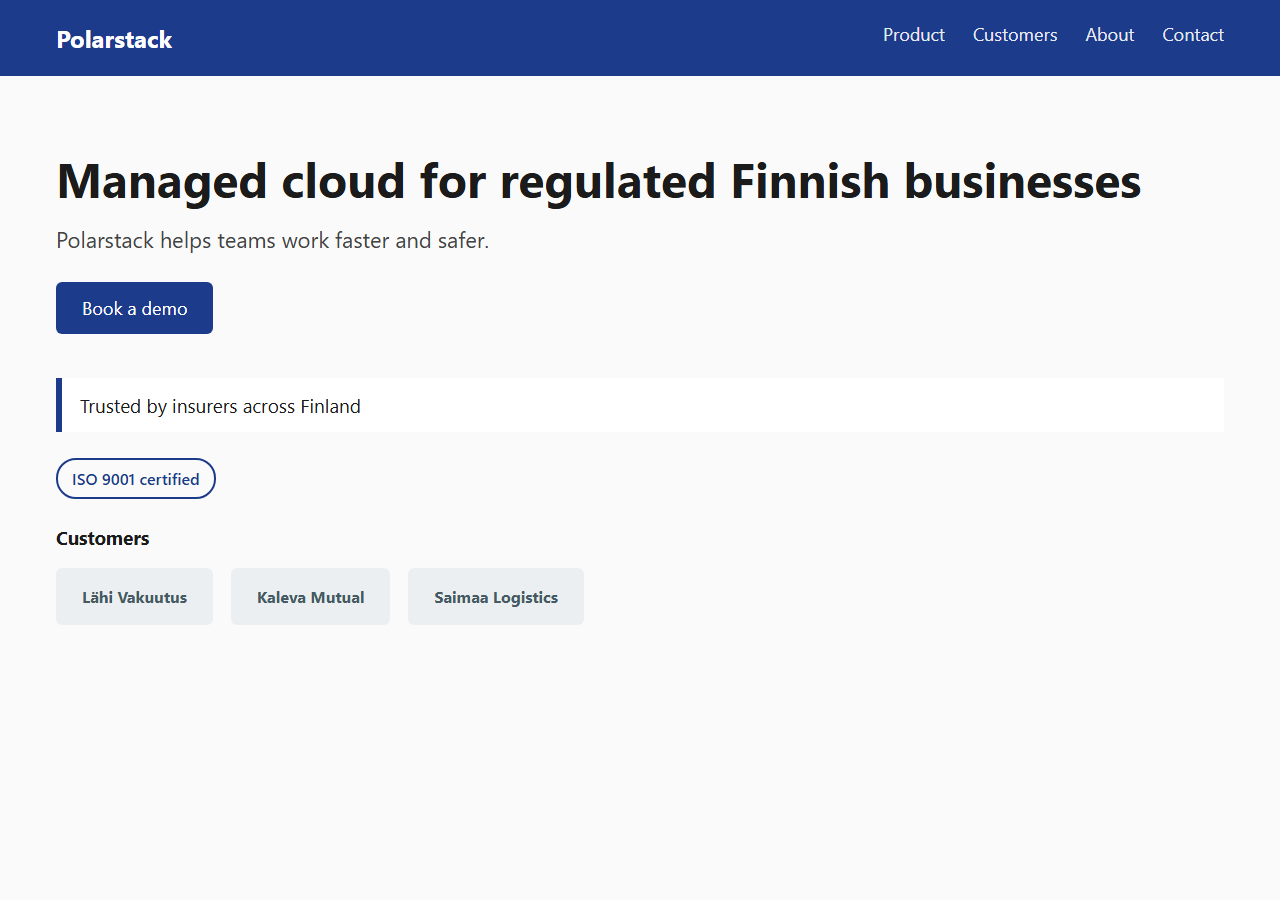 Polarstack
Product Customers About Contact
Managed cloud for regulated Finnish businesses
Polarstack helps teams work faster and safer.
Book a demo
Trusted by insurers across Finland
ISO 9001 certified
Customers
Lähi Vakuutus Kaleva Mutual Saimaa Logistics